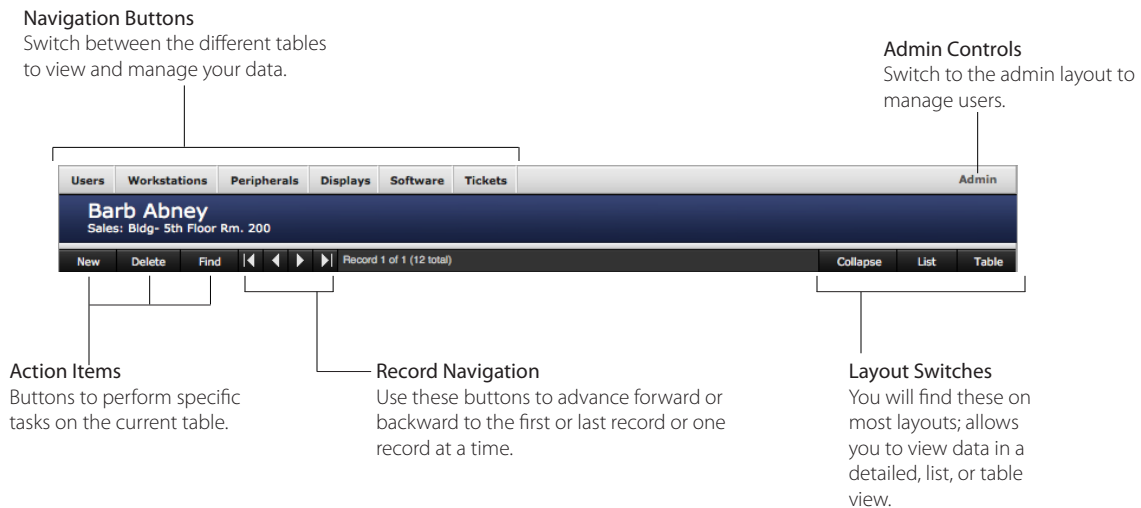 Navigation Buttons
Switch between the different tables
to view and manage your data.
Admin Controls
Switch to the admin layout to
manage users.
Users Workstations Peripherals Displays Software Tickets Admin
Barb Abney
Sales: Bldg- 5th Floor Rm. 200
New Delete Find Record 1 of 1 (12 total) Collapse List Table
Action Items
Buttons to perform specific
tasks on the current table.
Record Navigation
Use these buttons to advance forward or
backward to the first or last record or one
record at a time.
Layout Switches
You will find these on
most layouts; allows
you to view data in a
detailed, list, or table
view.